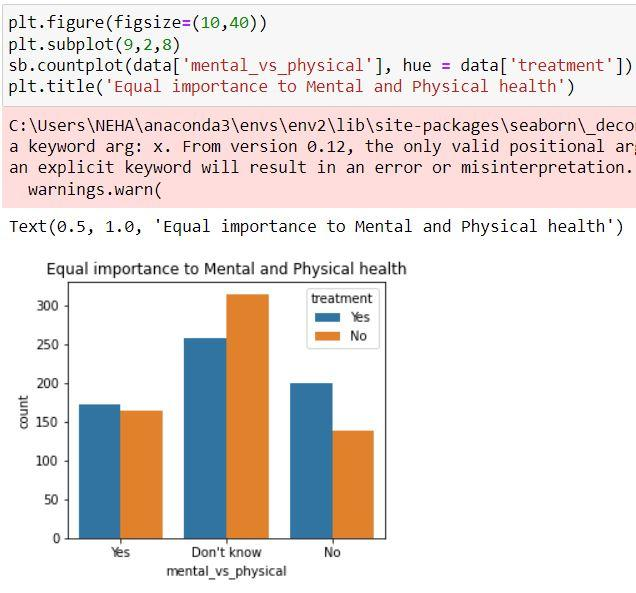 plt.figure(figsize=(10,40))
plt.subplot(9,2,8)
sb.countplot(data['mental_vs_physical'], hue = data['treatment'])
plt.title('Equal importance to Mental and Physical health')
C:\Users\NEHA\anaconda3\envs\env2\lib\site-packages\seaborn\_deco
a keyword arg: x. From version 0.12, the only valid positional ar
an explicit keyword will result in an error or misinterpretation.
warnings.warn(
Text(0.5, 1.0, 'Equal importance to Mental and Physical health')
Equal importance to Mental and Physical health
treatment
Yes
No
300
250
200
150
100
50
0
count
Yes Don't know No
mental_vs_physical